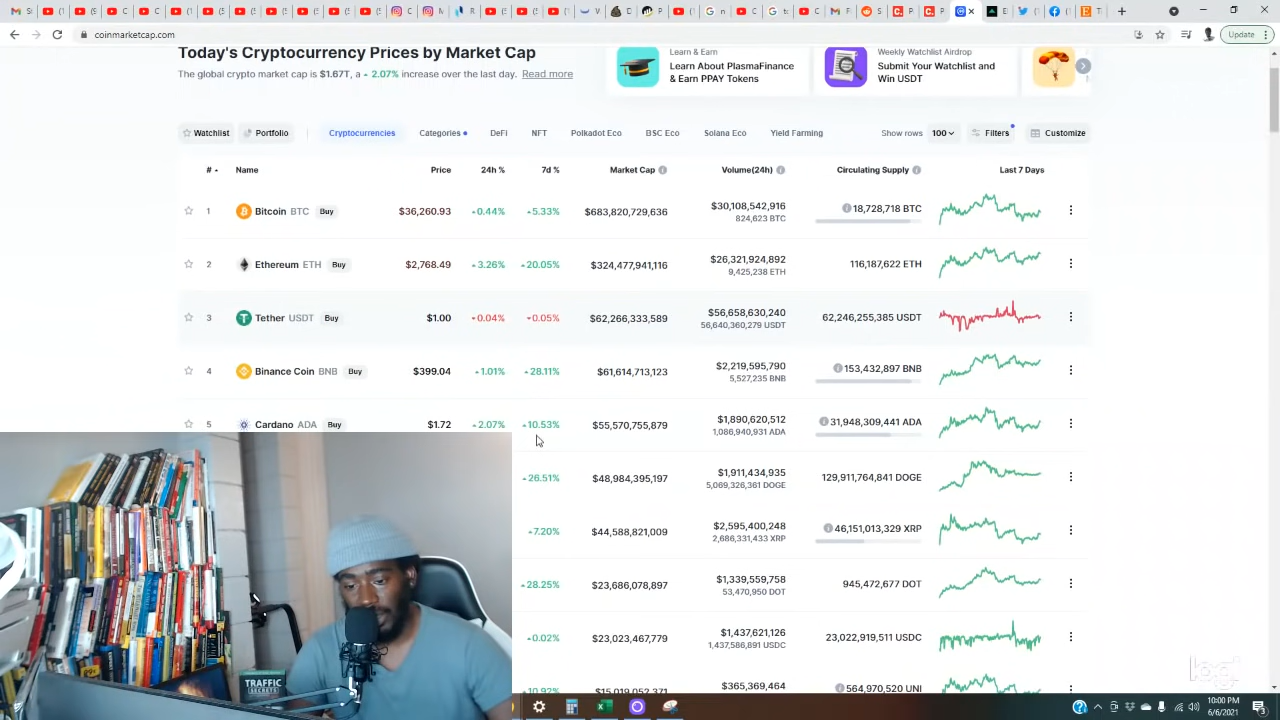 coinmarketcap.com
Update
Today's Cryptocurrency Prices by Market Cap
The global crypto market cap is $1.67T, a 2.07% increase over the last day. Read more
Learn & Earn
Learn About PlasmaFinance
& Earn PPAY Tokens
Weekly Watchlist Airdrop
Submit Your Watchlist and
Win USDT
Watchlist Portfolio Cryptocurrencies Categories DeFi NFT Polkadot Eco BSC Eco Solana Eco Yield Farming Show rows 100 Filters Customize
# Name Price 24h % 7d % Market Cap Volume(24h) Circulating Supply Last 7 Days
1 Bitcoin BTC Buy $36,260.93 0.44% 5.33% $683,820,729,636 $30,108,542,916 18,728,718 BTC
824,623 BTC
2 Ethereum ETH Buy $2,768.49 3.26% 20.05% $324,477,941,116 $26,321,924,892 116,187,622 ETH
9,425,238 ETH
3 Tether USDT Buy $1.00 0.04% 0.05% $62,266,333,589 $56,658,630,240 62,246,255,385 USDT
56,640,360,279 USDT
4 Binance Coin BNB Buy $399.04 1.01% 28.11% $61,614,713,123 $2,219,595,790 153,432,897 BNB
5,527,235 BNB
5 Cardano ADA Buy $1.72 2.07% 10.53% $55,570,755,879 $1,890,620,512 31,948,309,441 ADA
1,086,940,931 ADA
26.51% $48,984,395,197 $1,911,434,935 129,911,764,841 DOGE
5,069,326,361 DOGE
7.20% $44,588,821,009 $2,595,400,248 46,151,013,329 XRP
2,686,331,433 XRP
28.25% $23,686,078,897 $1,339,559,758 945,472,677 DOT
53,470,950 DOT
0.02% $23,023,467,779 $1,437,621,126 23,022,919,511 USDC
1,437,586,891 USDC
10.92% $15,019,052,371 $365,369,464 564,970,520 UNI
TRAFFIC
SECRETS
10:00 PM
6/6/2021